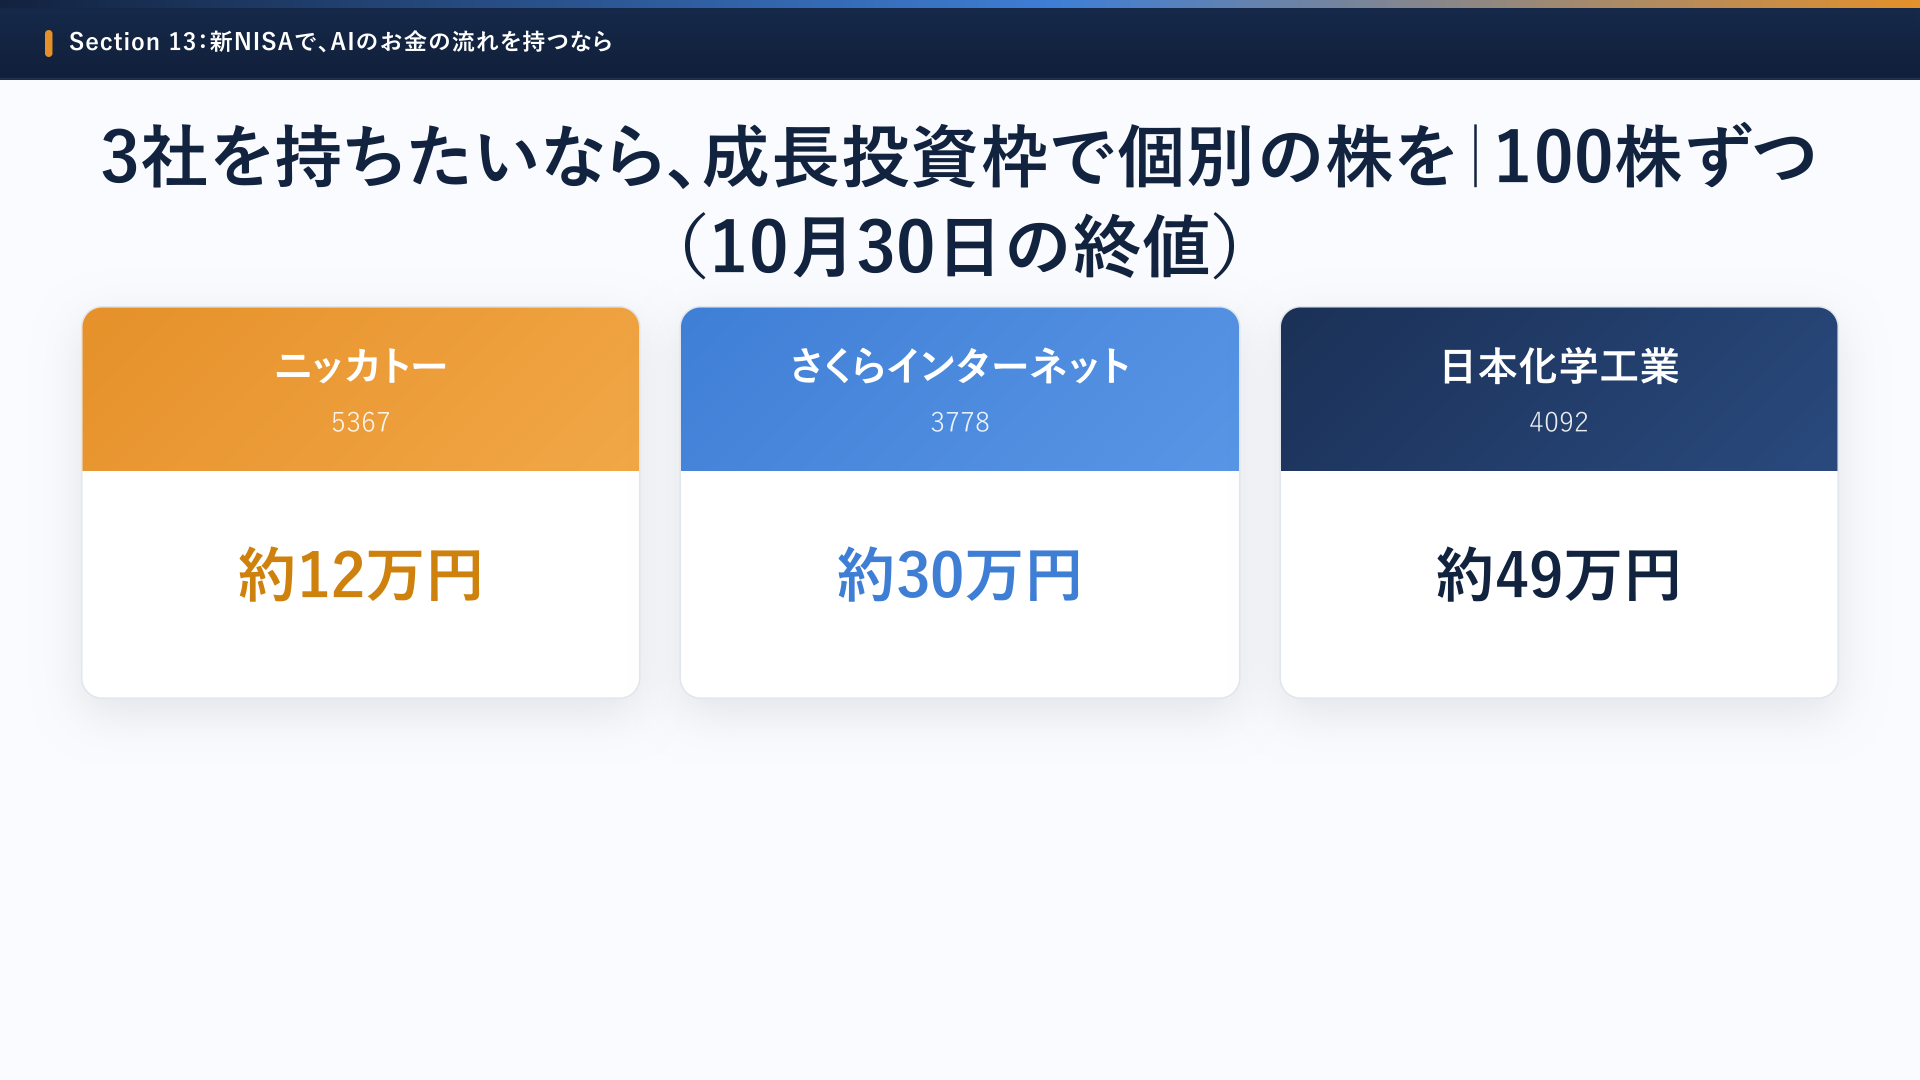 Section 13：新NISAで、AIのお金の流れを持つなら
3社を持ちたいなら、成長投資枠で個別の株を｜100株ずつ
（10月30日の終値）
ニッカトー
5367
約12万円
さくらインターネット
3778
約30万円
日本化学工業
4092
約49万円